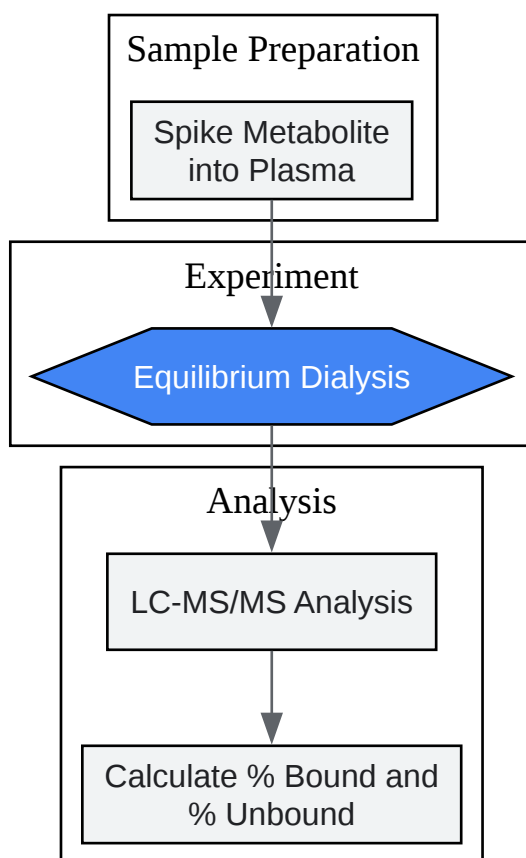 Sample Preparation
Spike Metabolite
into Plasma
Experiment
Equilibrium Dialysis
Analysis
LC-MS/MS Analysis
Calculate % Bound and
% Unbound